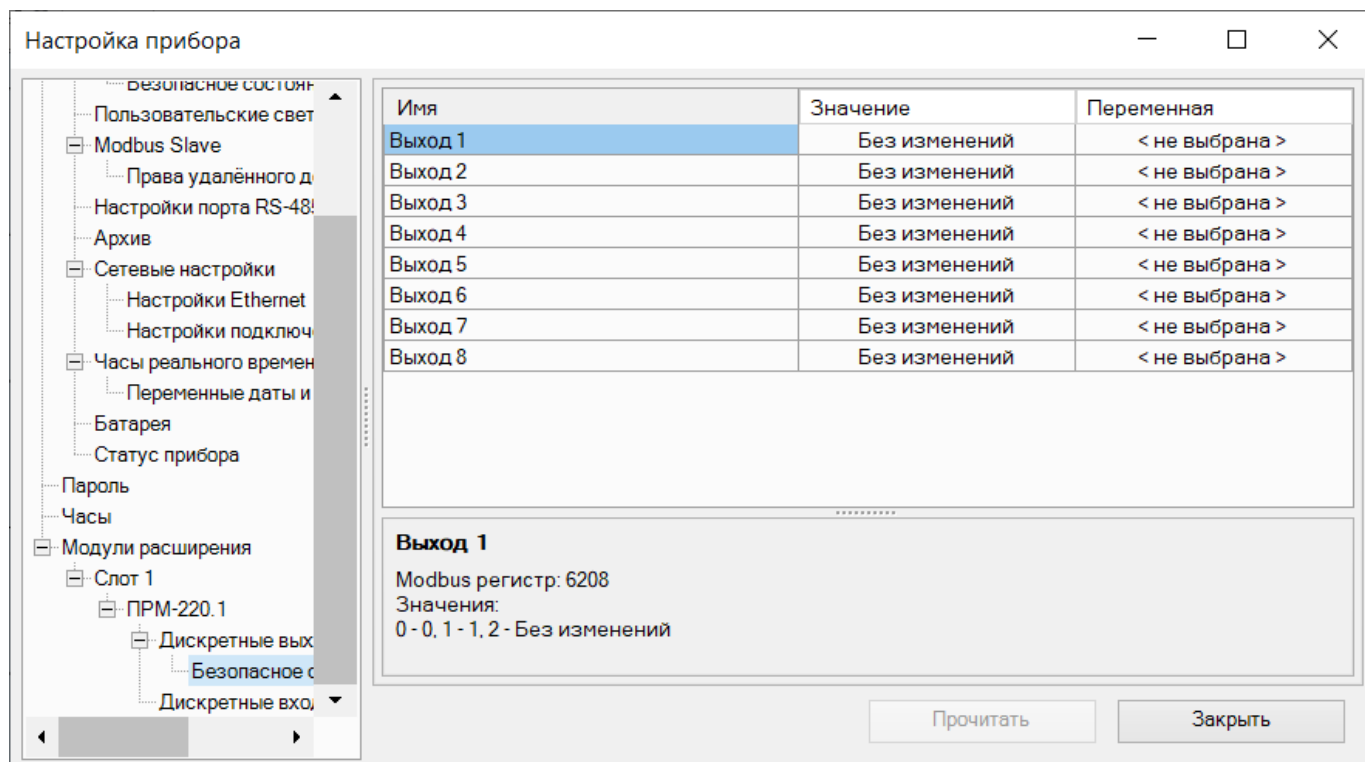 Настройка прибора
Безопасное состоян
Пользовательские свет
Modbus Slave
Права удалённого д
Настройки порта RS-485
Архив
Сетевые настройки
Настройки Ethernet
Настройки подключ
Часы реального времен
Переменные даты и
Батарея
Статус прибора
Пароль
Часы
Модули расширения
Слот 1
ПРМ-220.1
Дискретные вых
Безопасное с
Дискретные вхо
Имя Значение Переменная
Выход 1 Без изменений < не выбрана >
Выход 2 Без изменений < не выбрана >
Выход 3 Без изменений < не выбрана >
Выход 4 Без изменений < не выбрана >
Выход 5 Без изменений < не выбрана >
Выход 6 Без изменений < не выбрана >
Выход 7 Без изменений < не выбрана >
Выход 8 Без изменений < не выбрана >
Выход 1
Modbus регистр: 6208
Значения:
0 - 0, 1 - 1, 2 - Без изменений
Прочитать Закрыть